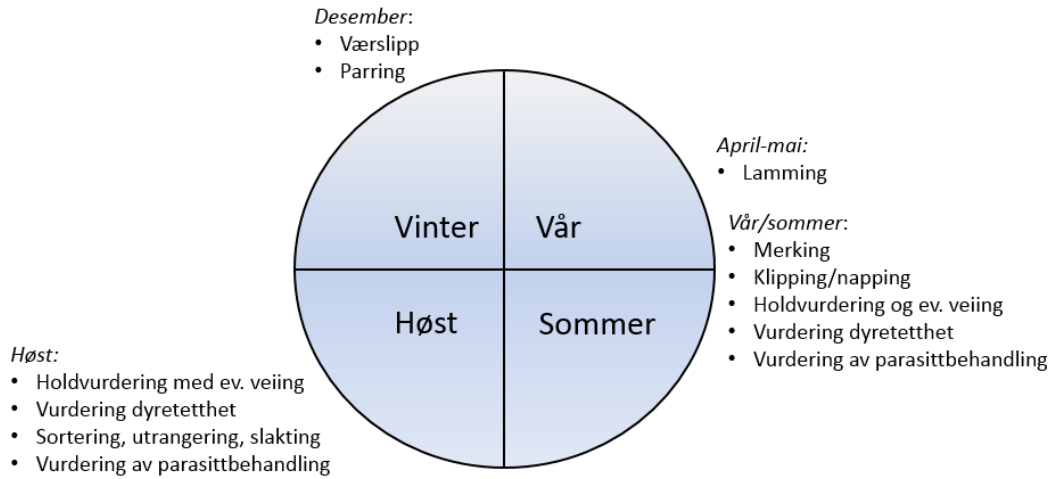 Desember:
• Værslipp
• Parring
April-mai:
• Lamming
Vinter
Vår
Vår/sommer:
• Merking
• Klipping/napping
• Holdvurdering og ev. veiing
• Vurdering dyretetthet
• Vurdering av parasittbehandling
Høst
Sommer
Høst:
• Holdvurdering med ev. veiing
• Vurdering dyretetthet
• Sortering, utrangering, slakting
• Vurdering av parasittbehandling